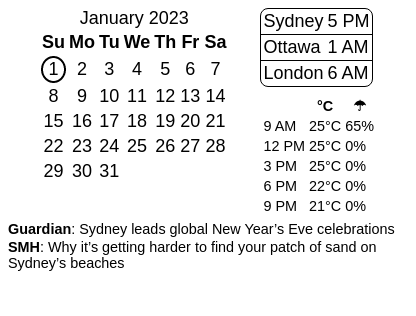 January 2023
Su Mo Tu We Th Fr Sa
1 2 3 4 5 6 7
8 9 10 11 12 13 14
15 16 17 18 19 20 21
22 23 24 25 26 27 28
29 30 31
Sydney 5 PM
Ottawa 1 AM
London 6 AM
°C ☂
9 AM 25°C 65%
12 PM 25°C 0%
3 PM 25°C 0%
6 PM 22°C 0%
9 PM 21°C 0%
Guardian: Sydney leads global New Year’s Eve celebrations
SMH: Why it’s getting harder to find your patch of sand on
Sydney’s beaches